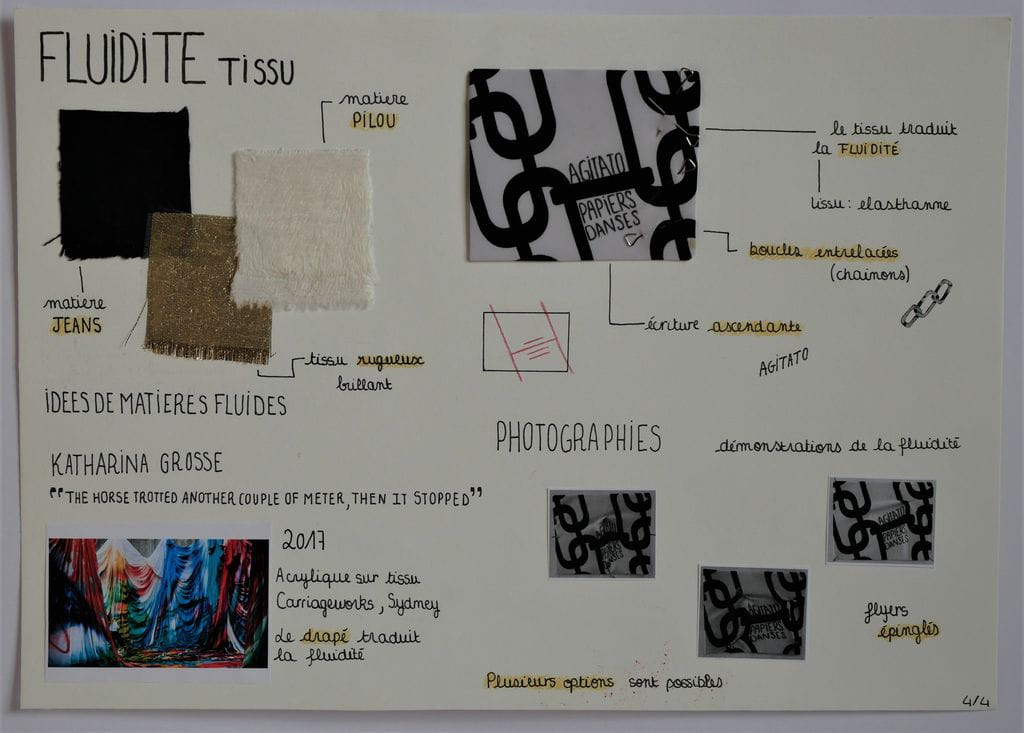 FLUIDITE TISSU
matiere
PILOU
matiere
JEANS
tissu rugueux
brillant
IDEES DE MATIERES FLUIDES
KATHARINA GROSSE
"THE HORSE TROTTED ANOTHER COUPLE OF METER, THEN IT STOPPED"
2017
Acrylique sur tissu
Carriageworks, Sydney
Le drapé traduit
la fluidité
AGITATO
PAPIERS
DANSES
le tissu traduit
la FLUIDITÉ
tissu: elasthanne
boucles entrelacées
(chainons)
écriture ascendante
AGITATO
PHOTOGRAPHIES
démonstrations de la fluidité
AGITATO
PAPIERS
DANSES
AGITATO
PAPIERS
DANSES
flyers
épinglés
Plusieurs options sont possibles
4/4